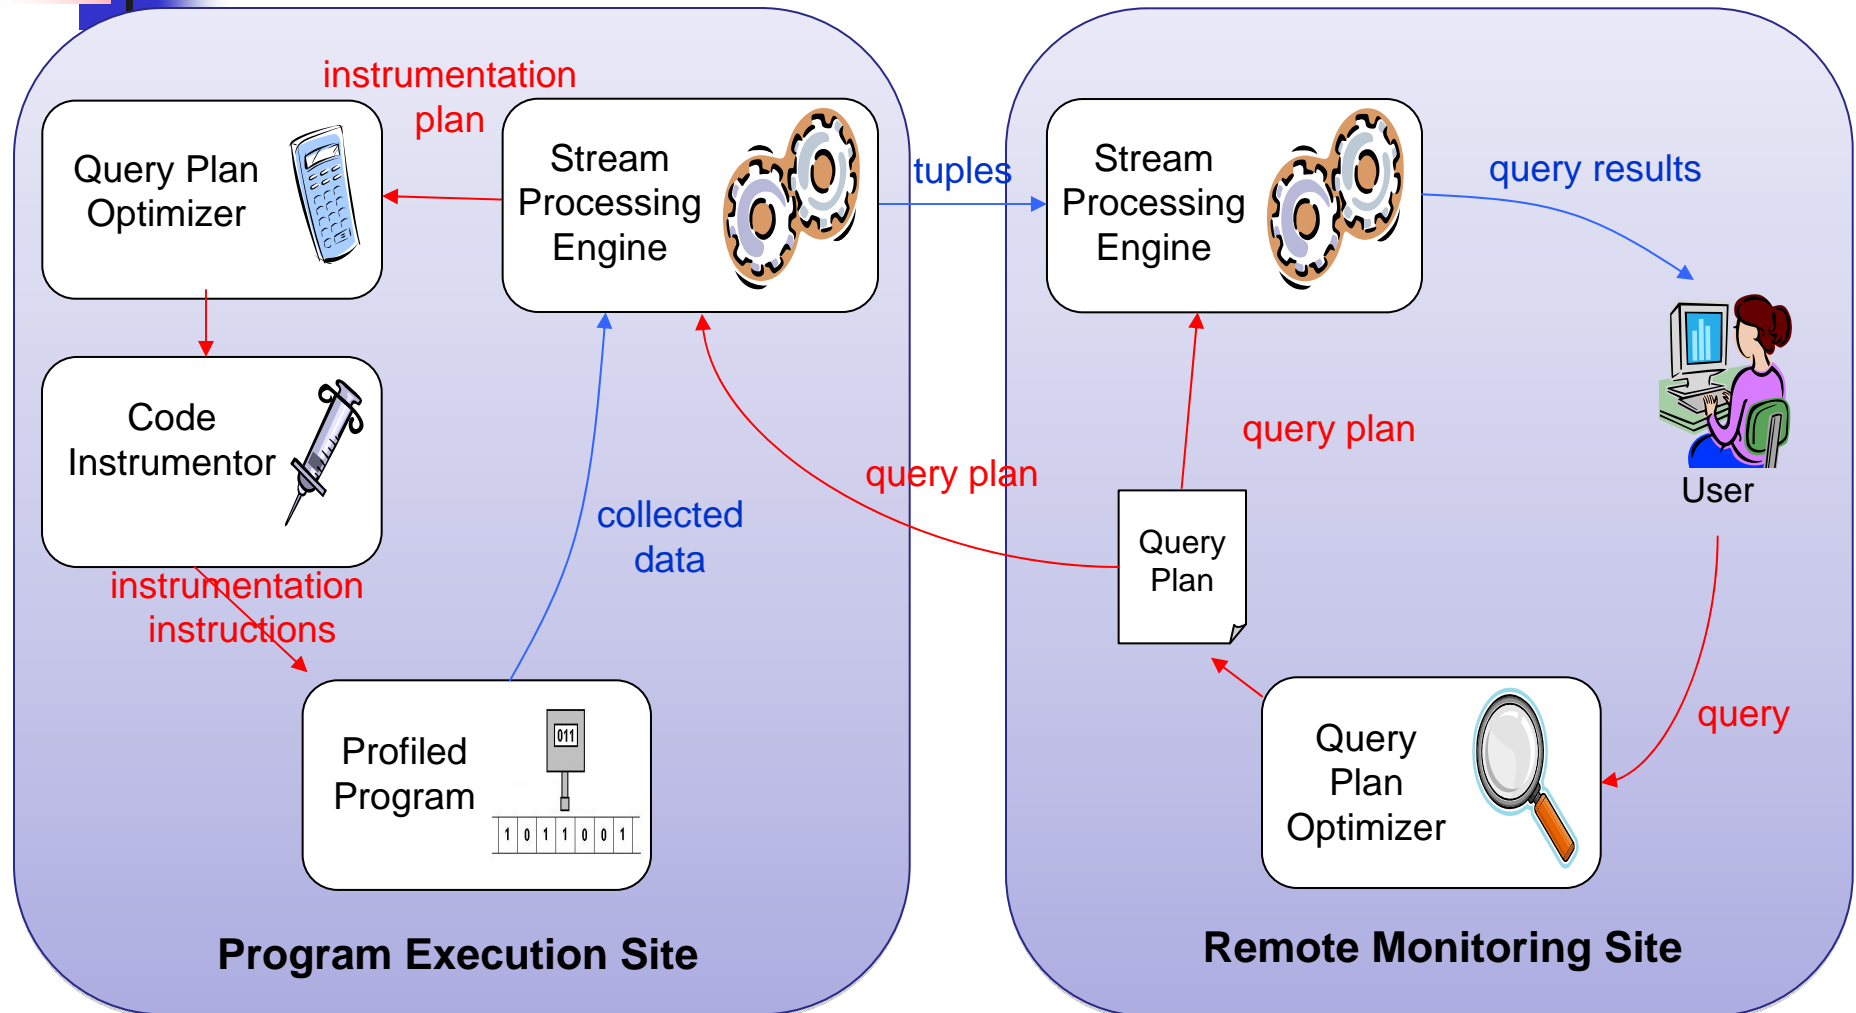 instrumentation
plan
Query Plan
Optimizer
Stream
Processing
Engine
tuples
Stream
Processing
Engine
query results
Code
Instrumentor
query plan
query plan
User
collected
data
Query
Plan
instrumentation
instructions
Profiled
Program
011
1 0 1 1 0 0 1
Query
Plan
Optimizer
query
Program Execution Site
Remote Monitoring Site